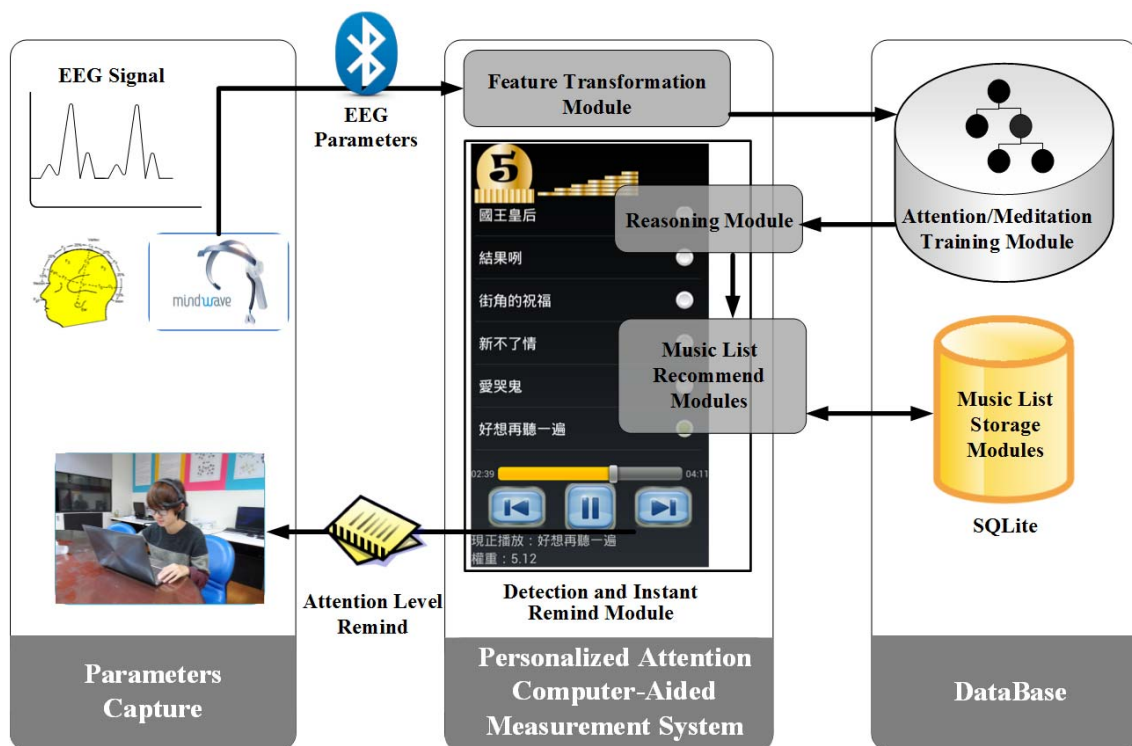 EEG Signal
mindwave
EEG
Parameters
Feature Transformation
Module
5
國王皇后
結果咧
街角的祝福
新不了情
愛哭鬼
好想再聽一遍
02:39
04:11
現正播放：好想再聽一遍
權重：5.12
Reasoning Module
Music List
Recommend
Modules
Detection and Instant
Remind Module
Attention Level
Remind
Attention/Meditation
Training Module
Music List
Storage
Modules
SQLite
Parameters
Capture
Personalized Attention
Computer-Aided
Measurement System
DataBase